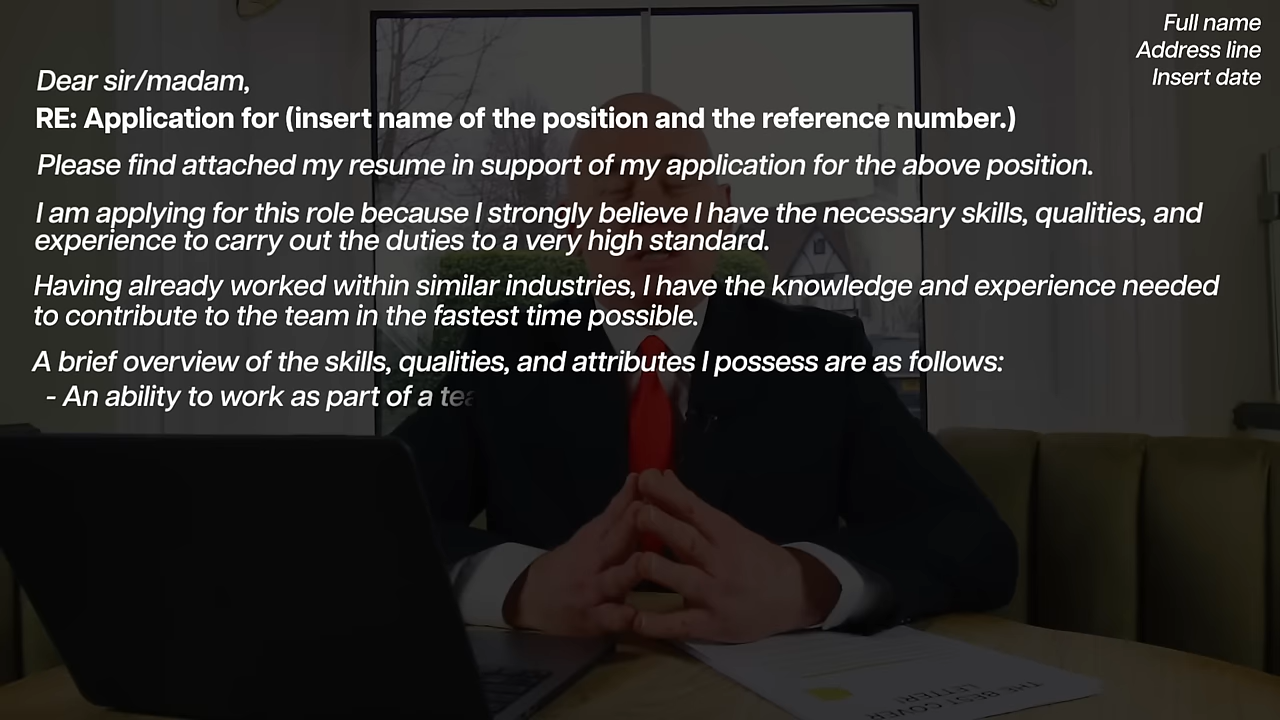 Full name
Address line
Insert date
Dear sir/madam,
RE: Application for (insert name of the position and the reference number.)
Please find attached my resume in support of my application for the above position.
I am applying for this role because I strongly believe I have the necessary skills, qualities, and
experience to carry out the duties to a very high standard.
Having already worked within similar industries, I have the knowledge and experience needed
to contribute to the team in the fastest time possible.
A brief overview of the skills, qualities, and attributes I possess are as follows:
- An ability to work as part of a tea
THE BEST COVER
LETTER!